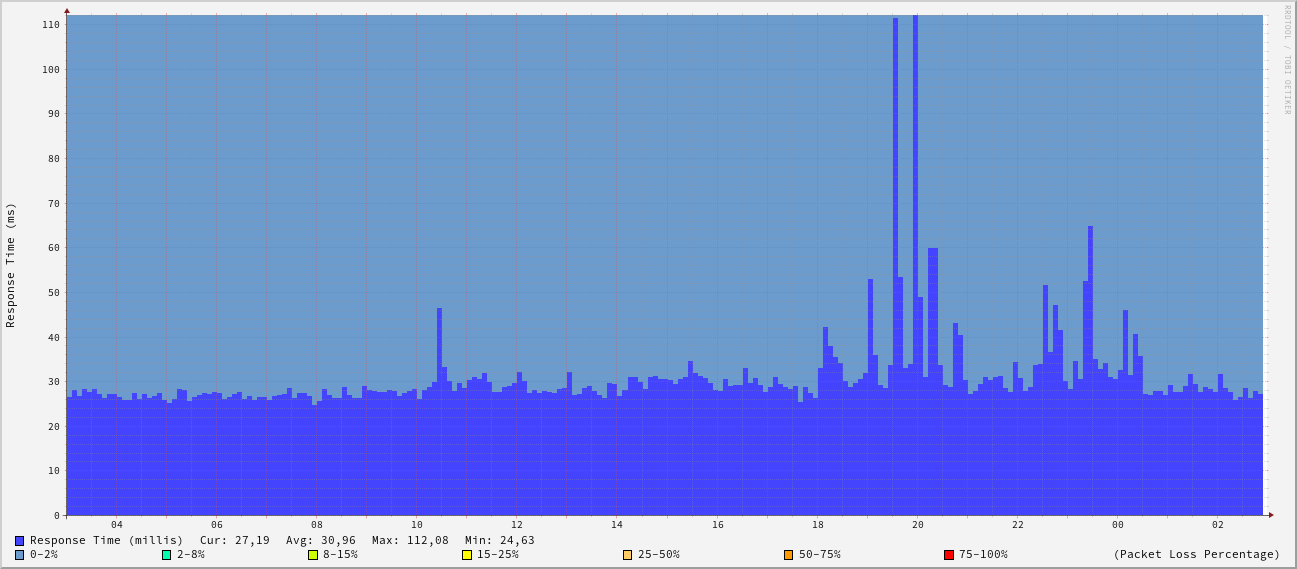 RRDTOOL / TOBI OETIKER
Response Time (ms)
110
100
90
80
70
60
50
40
30
20
10
0
04 06 08 10 12 14 16 18 20 22 00 02
Response Time (millis) Cur: 27,19 Avg: 30,96 Max: 112,08 Min: 24,63
0-2% 2-8% 8-15% 15-25% 25-50% 50-75% 75-100% (Packet Loss Percentage)